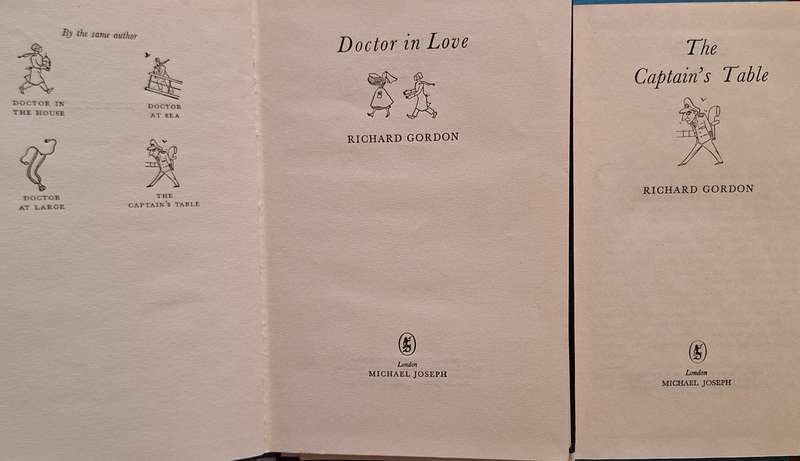 By the same author
DOCTOR IN
THE HOUSE
DOCTOR
AT SEA
DOCTOR
AT LARGE
THE
CAPTAIN'S TABLE
Doctor in Love
RICHARD GORDON
London
MICHAEL JOSEPH
The
Captain's Table
RICHARD GORDON
London
MICHAEL JOSEPH